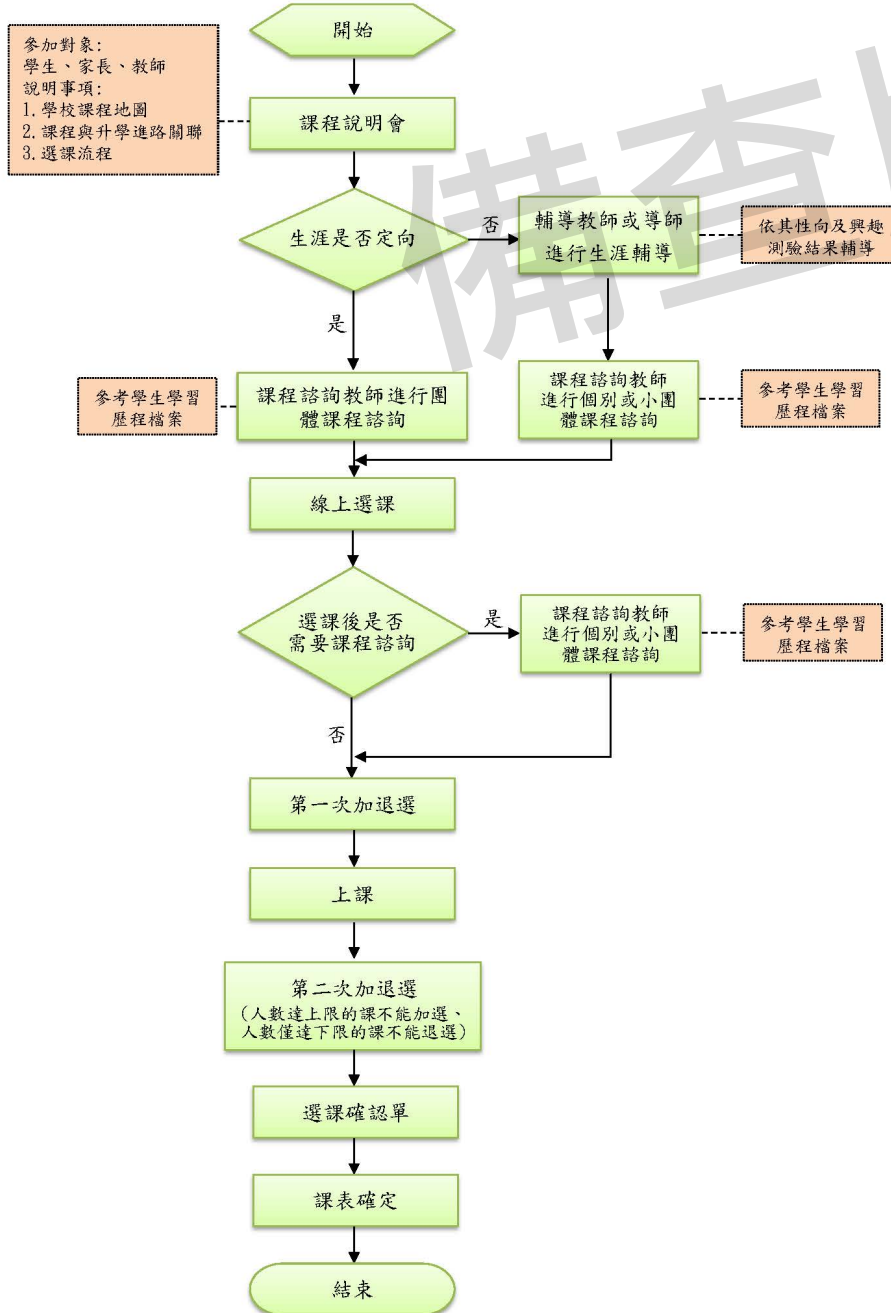 開始
參加對象:
學生、家長、教師
說明事項:
1. 學校課程地圖
2. 課程與升學進路關聯
3. 選課流程
課程說明會
生涯是否定向
否
輔導教師或導師
進行生涯輔導
依其性向及興趣
測驗結果輔導
是
參考學生學習
歷程檔案
課程諮詢教師進行團
體課程諮詢
課程諮詢教師
進行個別或小團
體課程諮詢
參考學生學習
歷程檔案
線上選課
選課後是否
需要課程諮詢
是
課程諮詢教師
進行個別或小團
體課程諮詢
參考學生學習
歷程檔案
否
第一次加退選
上課
第二次加退選
(人數達上限的課不能加選、
人數僅達下限的課不能退選)
選課確認單
課表確定
結束
備查